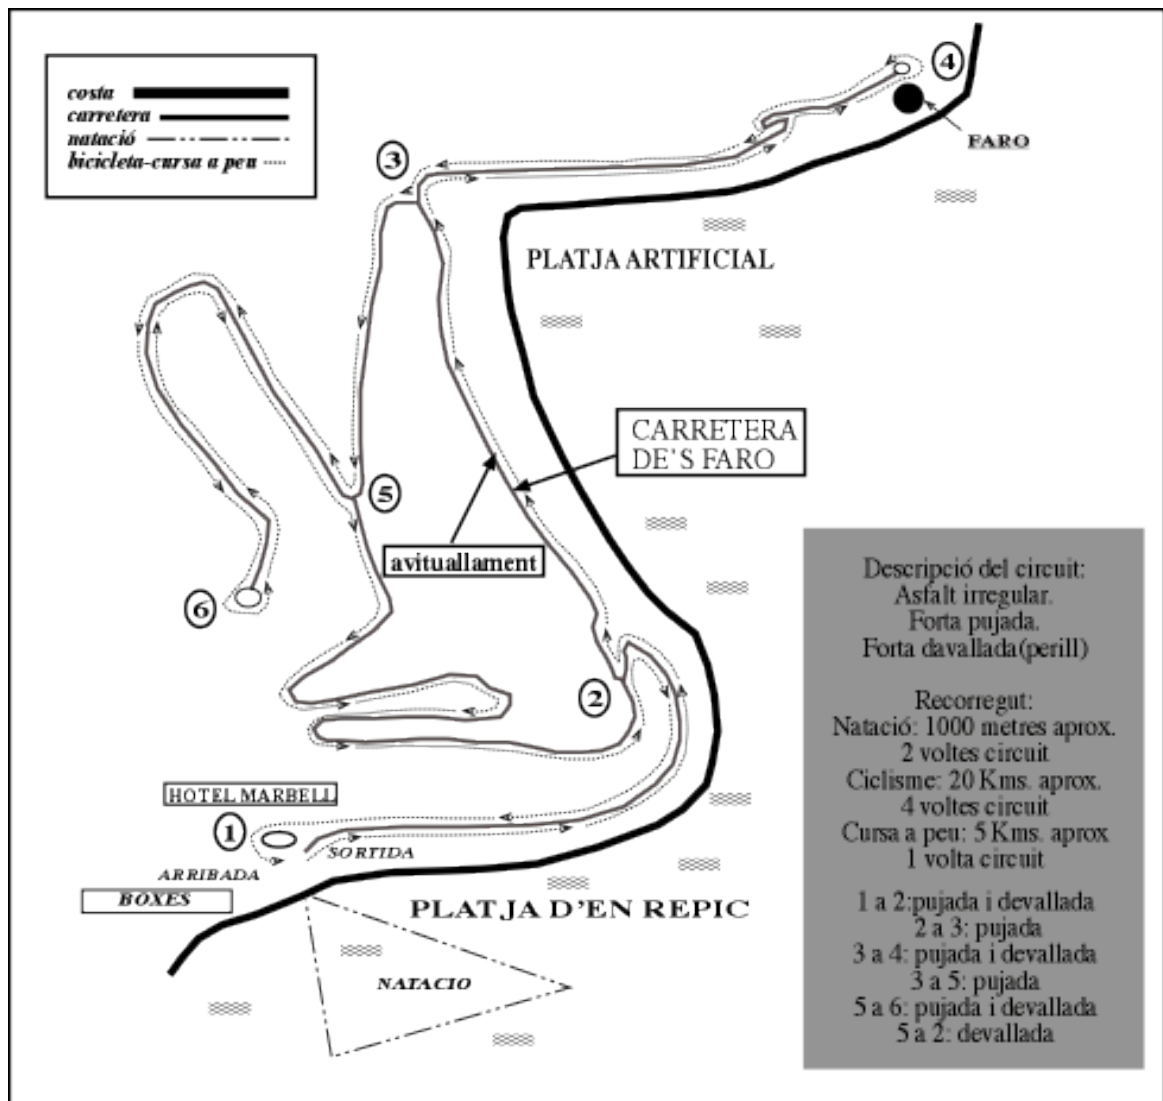 costa
carretera
natació
bicicleta-cursa a peu
4
FARO
3
PLATJA ARTIFICIAL
CARRETERA
DE'S FARO
5
avituallament
6
2
HOTEL MARBELL
1
SORTIDA
ARRIBADA
BOXES
PLATJA D'EN REPIC
NATACIO
Descripció del circuit:
Asfalt irregular.
Forta pujada.
Forta davallada(perill)
Recorregut:
Natació: 1000 metres aprox.
2 voltes circuit
Ciclisme: 20 Kms. aprox.
4 voltes circuit
Cursa a peu: 5 Kms. aprox
1 volta circuit
1 a 2:pujada i devallada
2 a 3: pujada
3 a 4: pujada i devallada
3 a 5: pujada
5 a 6: pujada i devallada
5 a 2: devallada